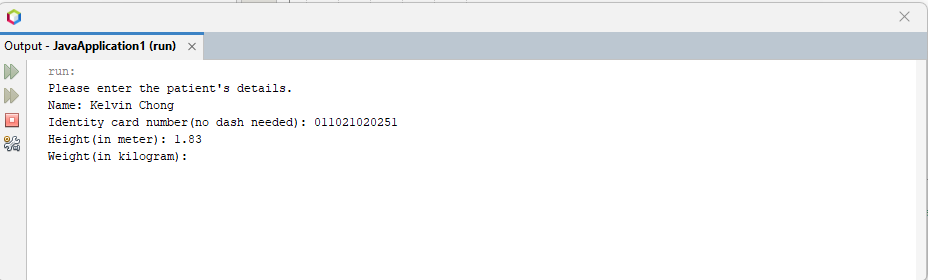 Output - JavaApplication1 (run)
run:
Please enter the patient's details.
Name: Kelvin Chong
Identity card number(no dash needed): 011021020251
Height(in meter): 1.83
Weight(in kilogram):